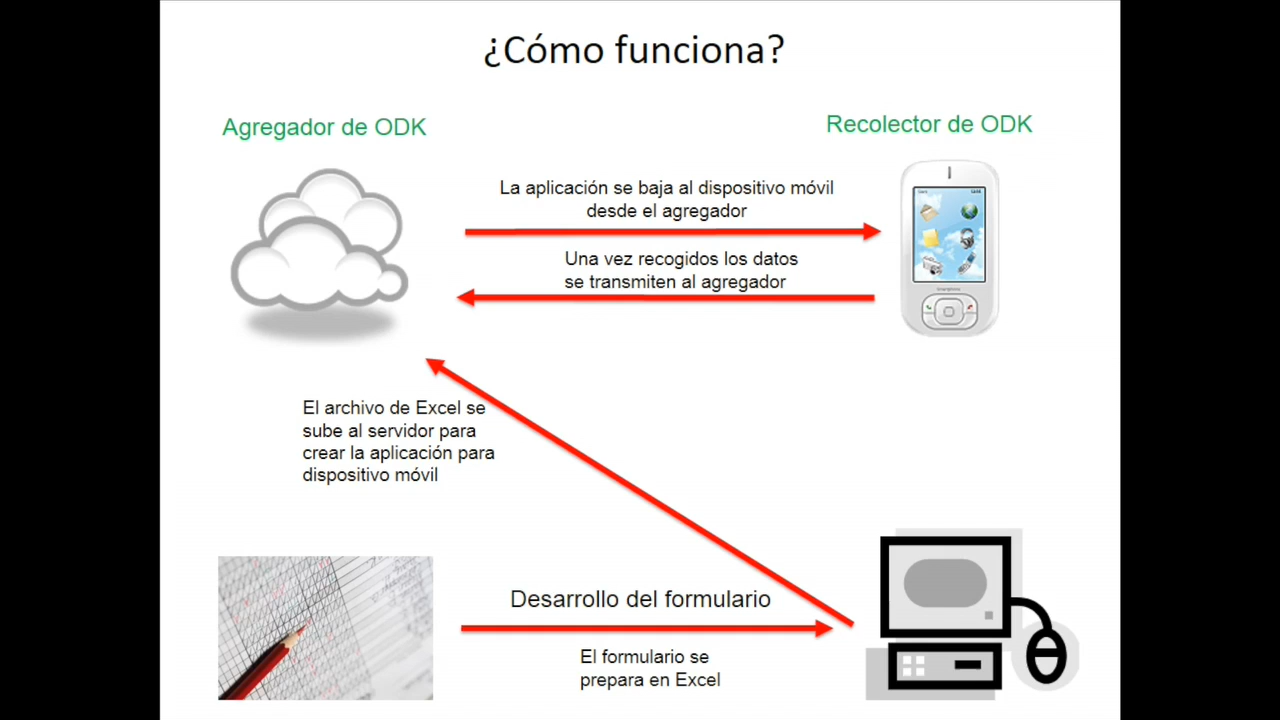 ¿Cómo funciona?
Agregador de ODK
Recolector de ODK
La aplicación se baja al dispositivo móvil
desde el agregador
Una vez recogidos los datos
se transmiten al agregador
El archivo de Excel se
sube al servidor para
crear la aplicación para
dispositivo móvil
Desarrollo del formulario
El formulario se
prepara en Excel